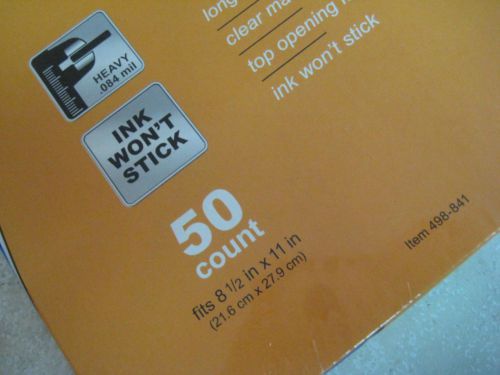 long
clear
top opening
ink won't stick
HEAVY
.084 mil
INK
WON'T
STICK
50
count
fits 8 1/2 in x 11 in
(21.6 cm x 27.9 cm)
Item 498-841